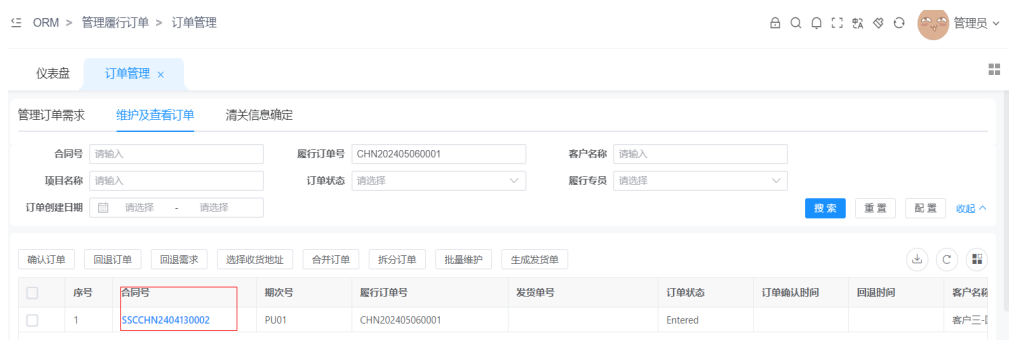 ORM > 管理履行订单 > 订单管理 管理员
仪表盘 订单管理 ×
管理订单需求 维护及查看订单 清关信息确定
合同号 请输入 履行订单号 CHN202405060001 客户名称 请输入
项目名称 请输入 订单状态 请选择 履行专员 请选择
订单创建日期 请选择 - 请选择 搜索 重置 配置 收起
确认订单 回退订单 回退需求 选择收货地址 合并订单 拆分订单 批量维护 生成发货单
序号 合同号 期次号 履行订单号 发货单号 订单状态 订单确认时间 回退时间 客户名称
1 SSCCHN2404130002 PU01 CHN202405060001 Entered 客户三-